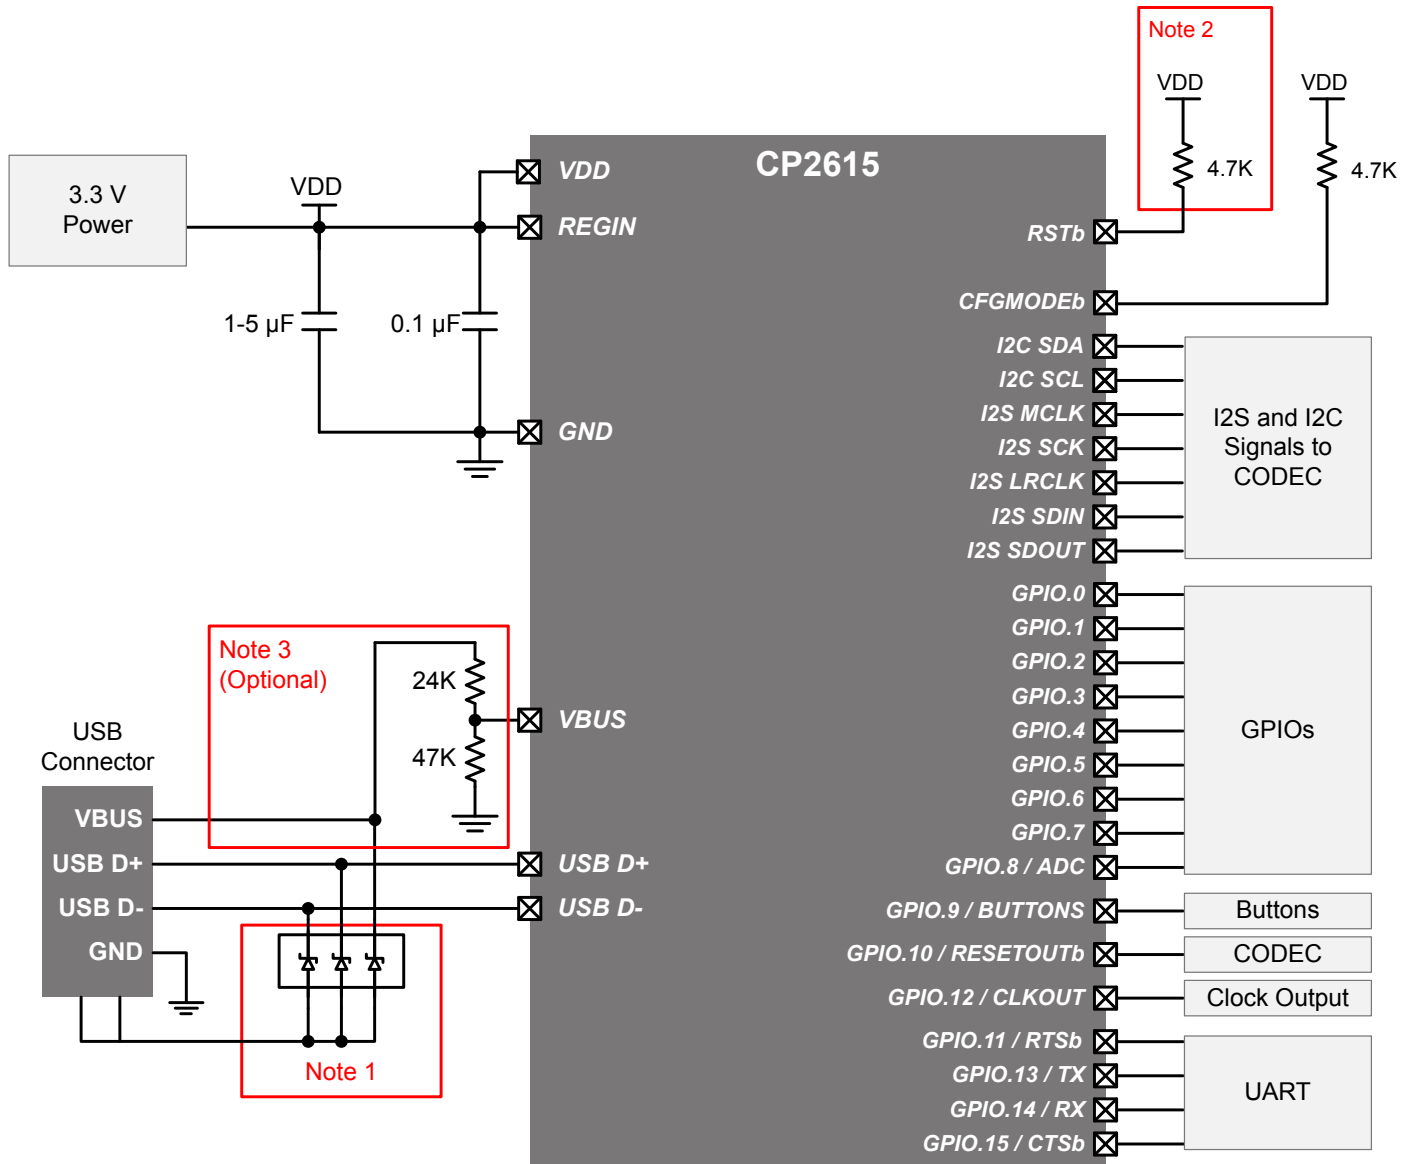 Note 2
VDD
VDD
4.7K
4.7K
CP2615
3.3 V
Power
VDD
VDD
REGIN
1-5 µF
0.1 µF
GND
RSTb
CFGMODEb
I2C SDA
I2C SCL
I2S MCLK
I2S SCK
I2S LRCLK
I2S SDIN
I2S SDOUT
I2S and I2C
Signals to
CODEC
GPIO.0
GPIO.1
GPIO.2
GPIO.3
GPIO.4
GPIO.5
GPIO.6
GPIO.7
GPIO.8 / ADC
GPIOs
Note 3
(Optional)
24K
47K
VBUS
USB
Connector
VBUS
USB D+
USB D-
GND
USB D+
USB D-
Note 1
GPIO.9 / BUTTONS
Buttons
GPIO.10 / RESETOUTb
CODEC
GPIO.12 / CLKOUT
Clock Output
GPIO.11 / RTSb
GPIO.13 / TX
GPIO.14 / RX
GPIO.15 / CTSb
UART